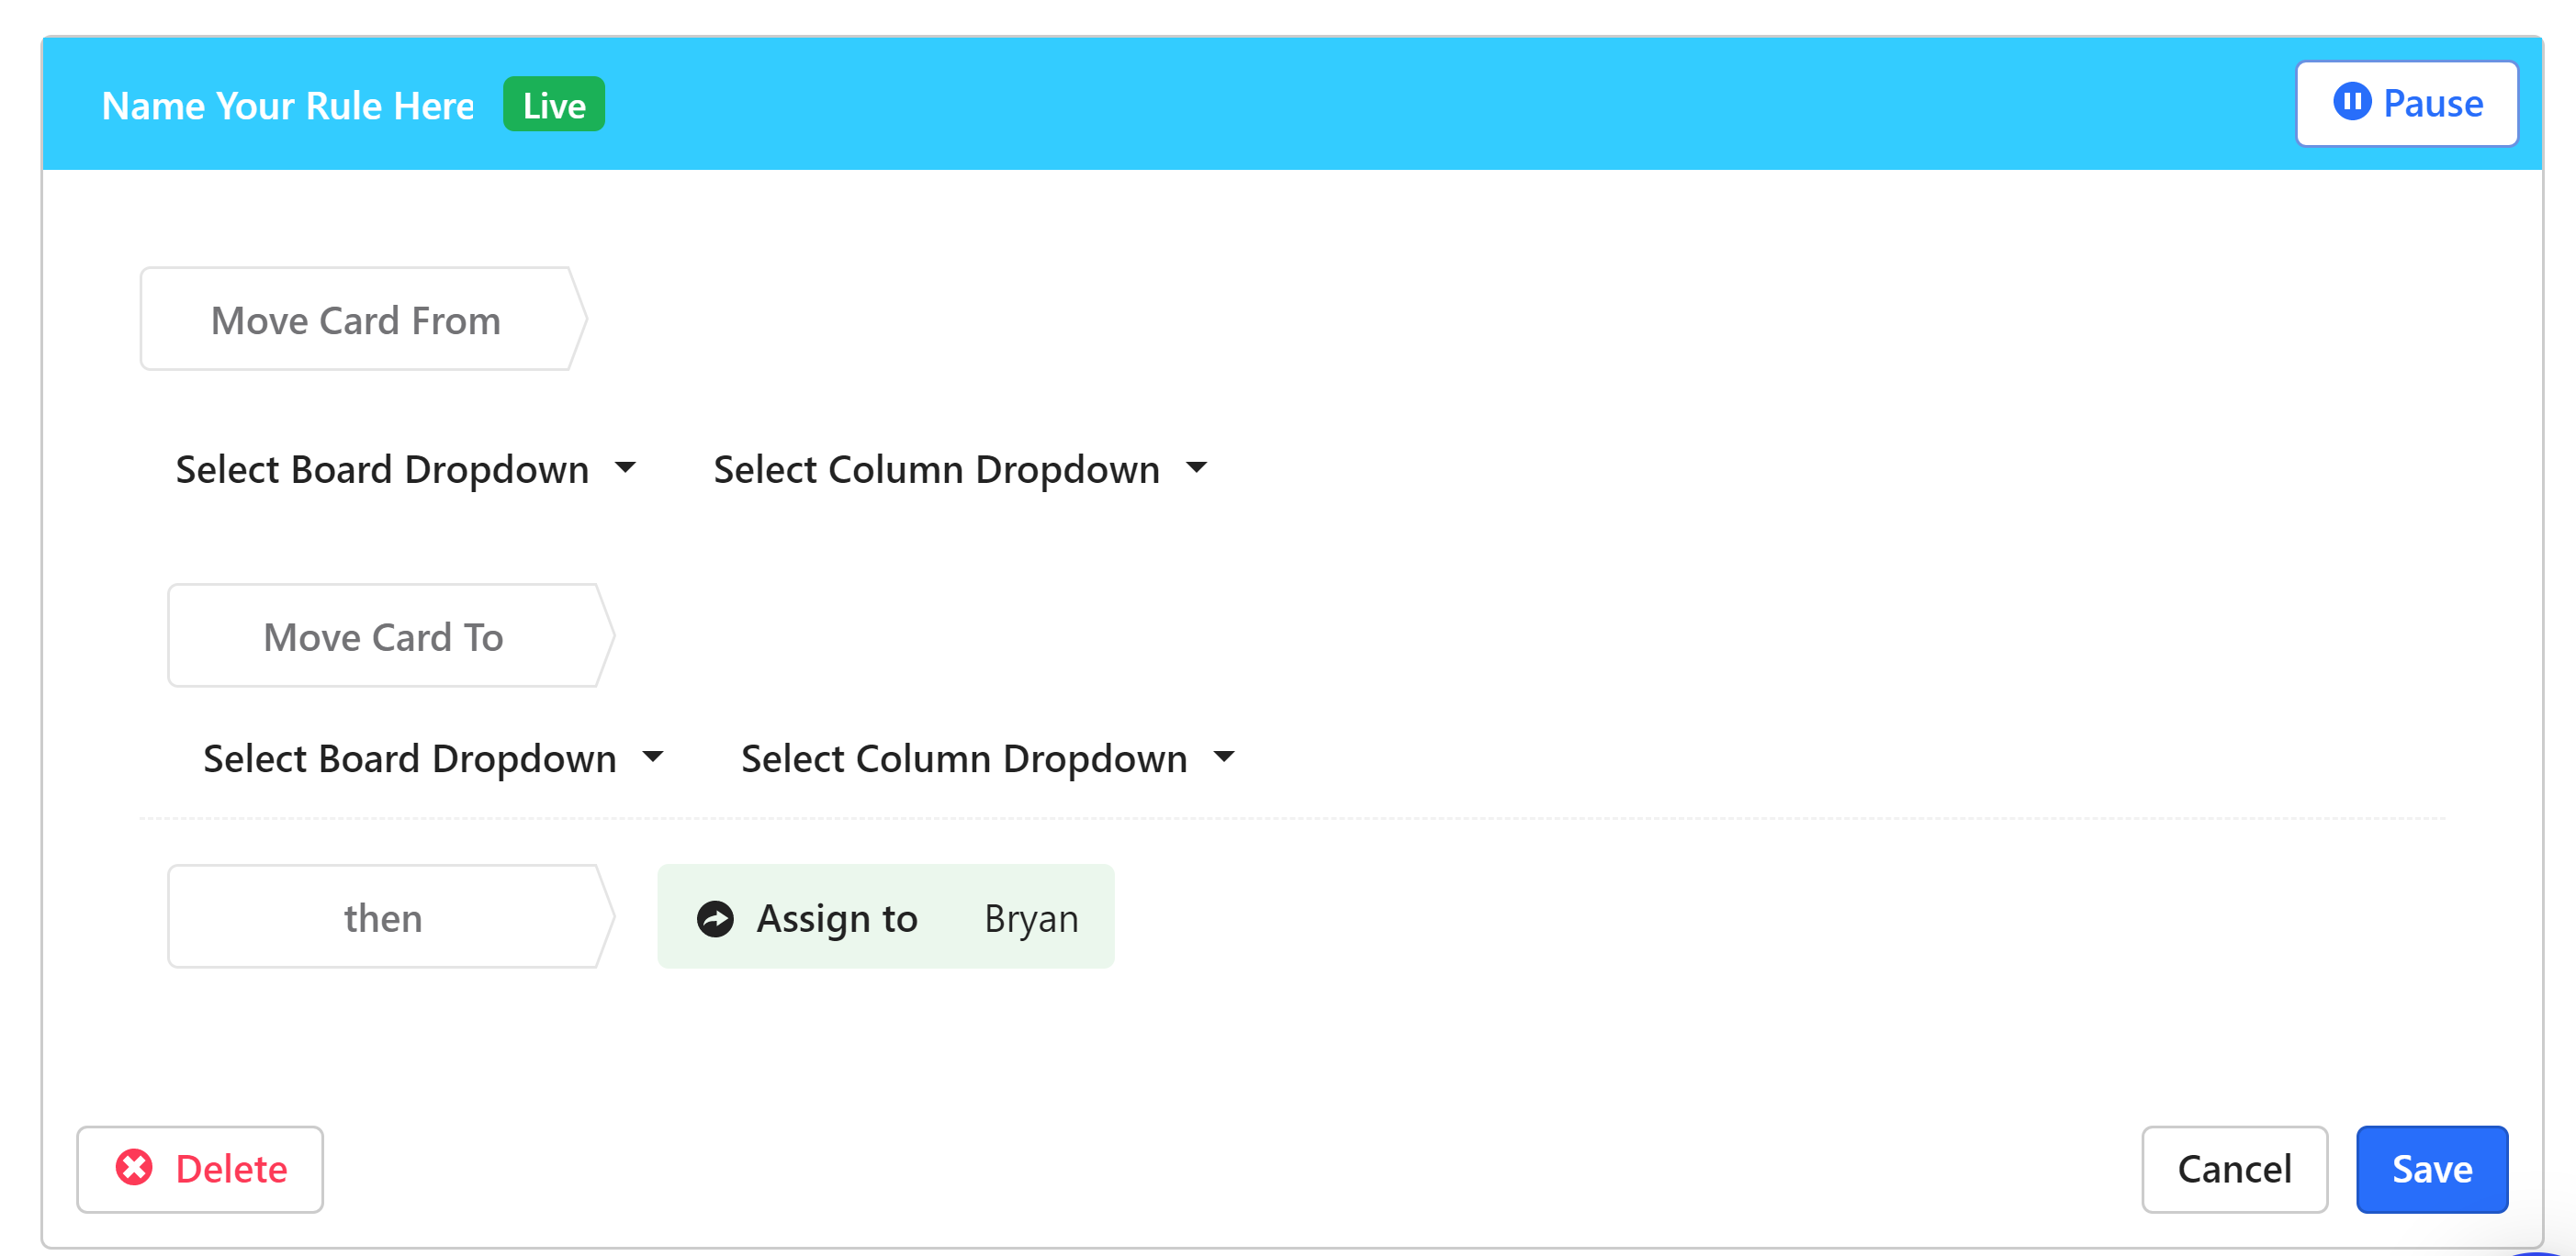 Name Your Rule Here Live Pause
Move Card From
Select Board Dropdown Select Column Dropdown
Move Card To
Select Board Dropdown Select Column Dropdown
then Assign to Bryan
Delete Cancel Save